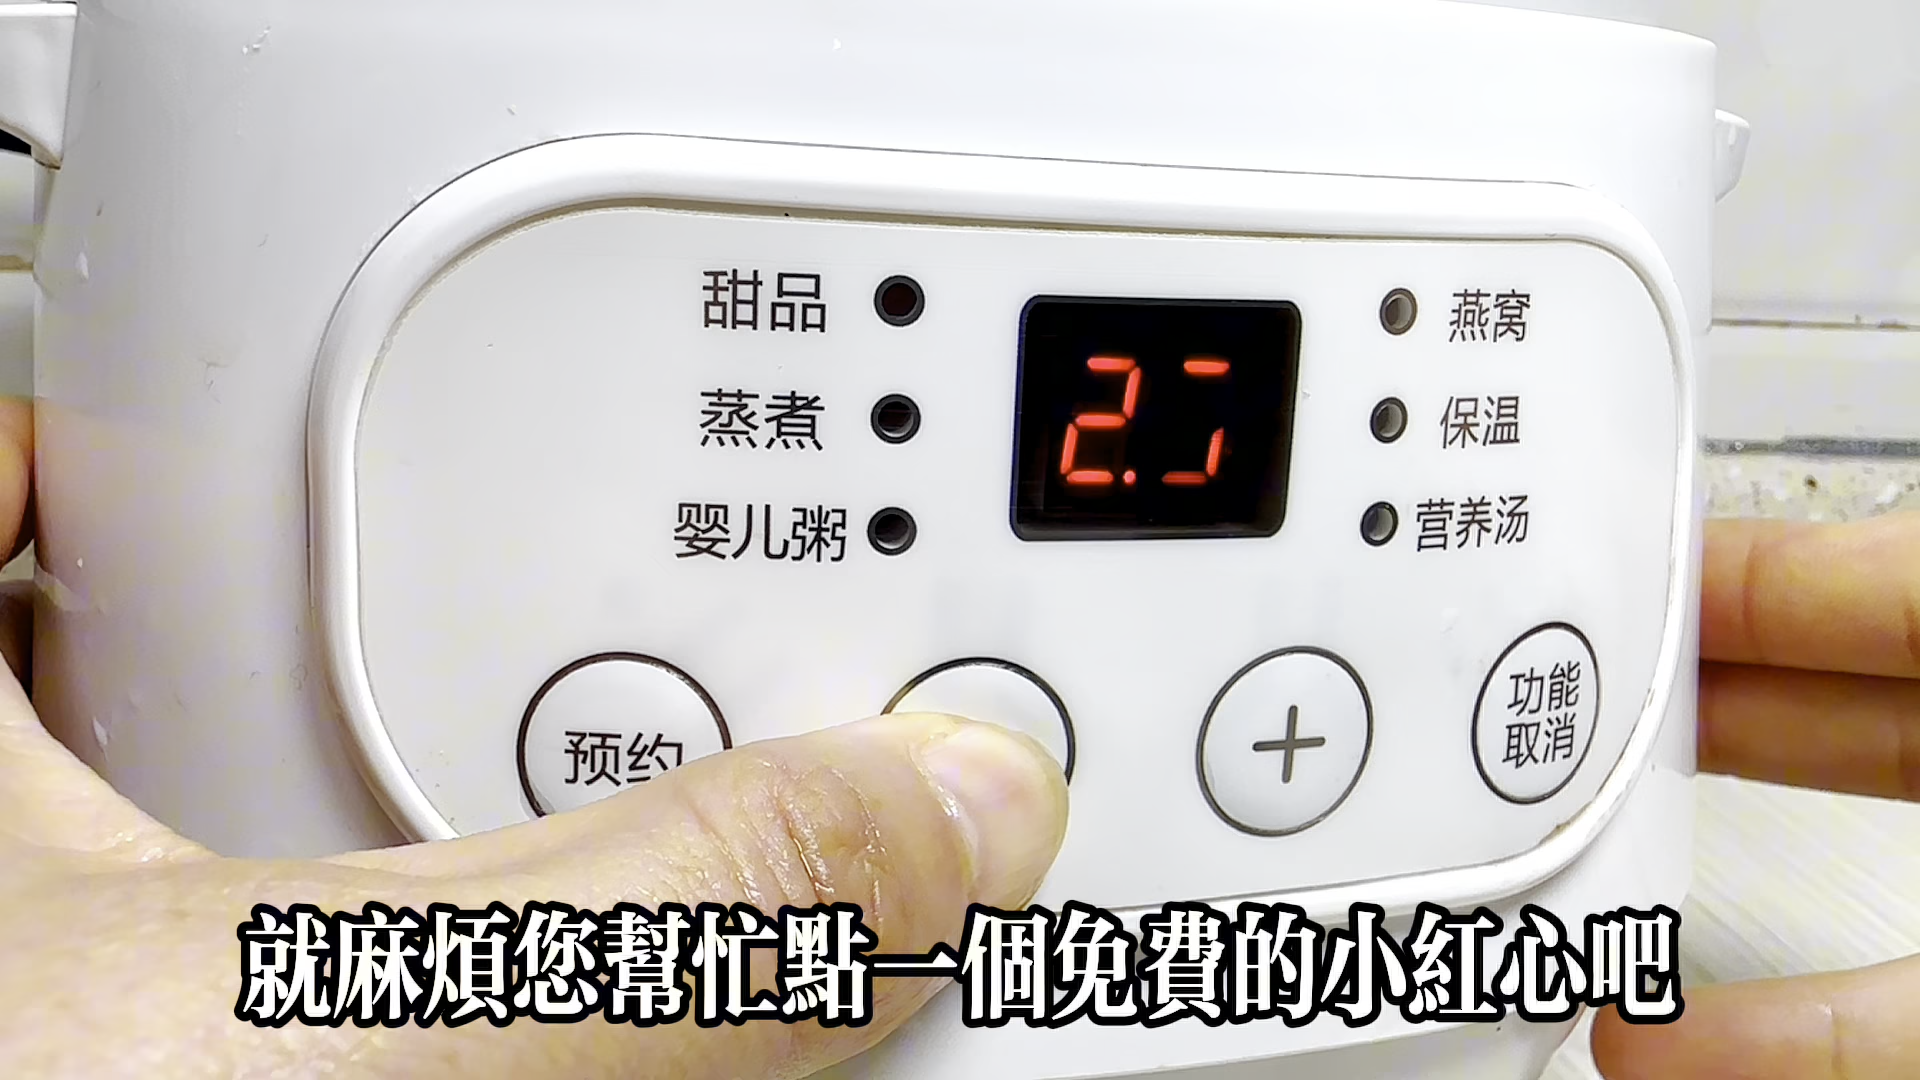 甜品
蒸煮
婴儿粥
燕窝
保温
营养汤
预约
+
功能
取消
就麻煩您幫忙點一個免費的小紅心吧